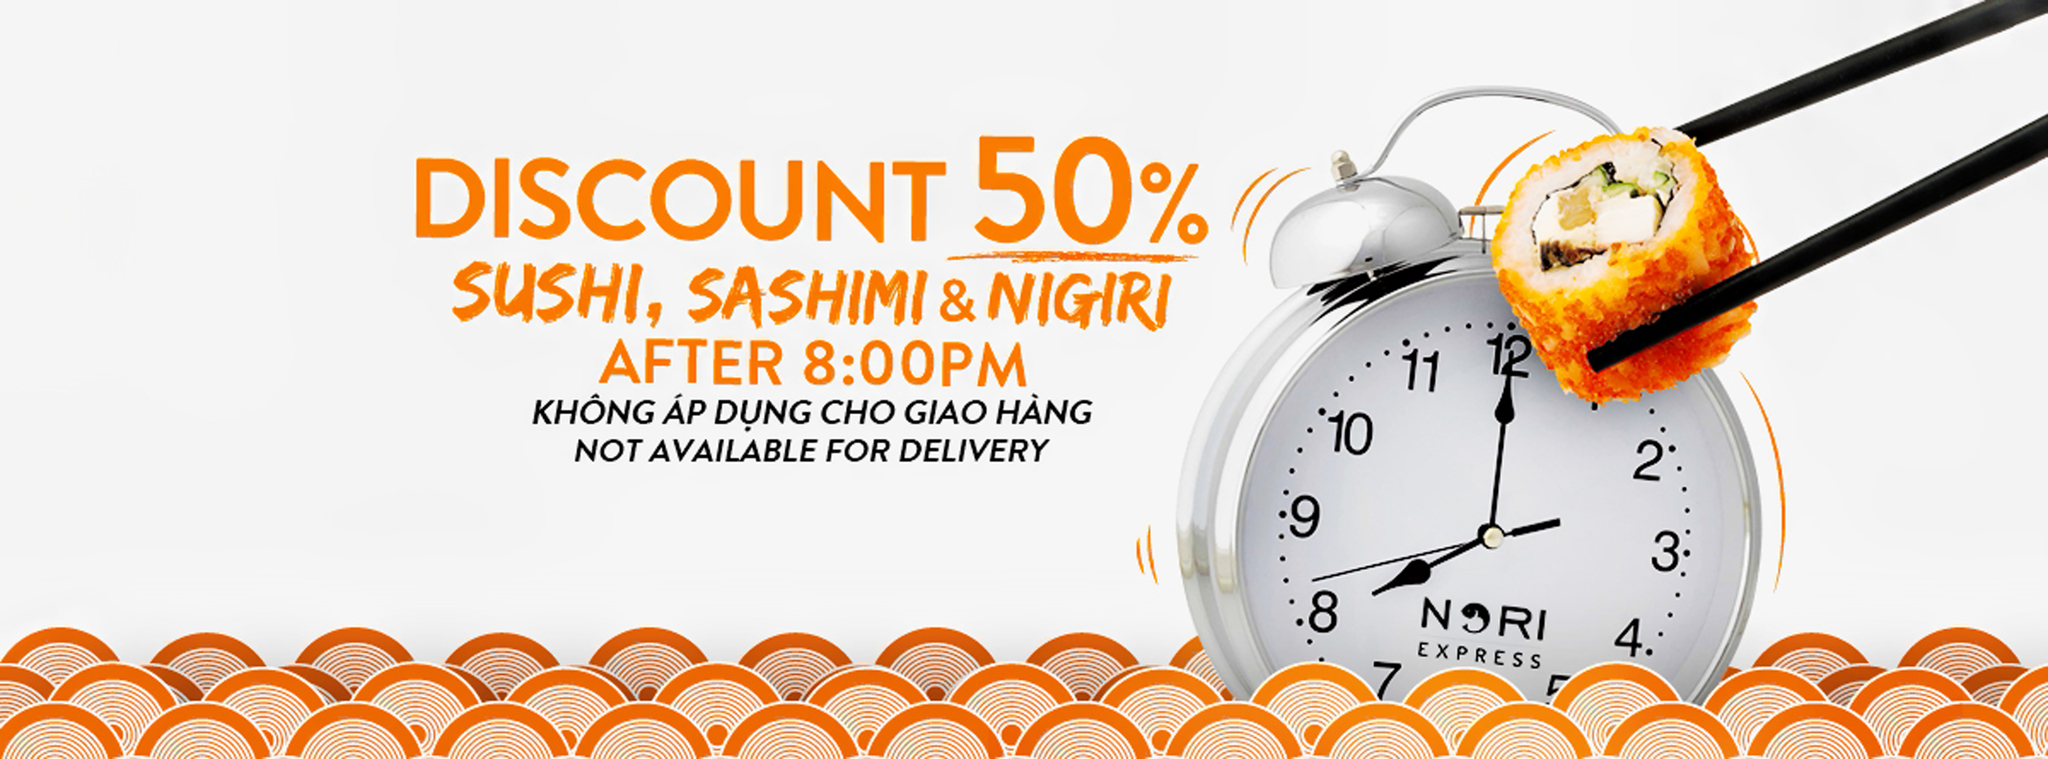 DISCOUNT 50%
SUSHI, SASHIMI & NIGIRI
AFTER 8:00PM
KHÔNG ÁP DỤNG CHO GIAO HÀNG
NOT AVAILABLE FOR DELIVERY
12
11
10
9
8
7
2
3
4
5
NORI
EXPRESS